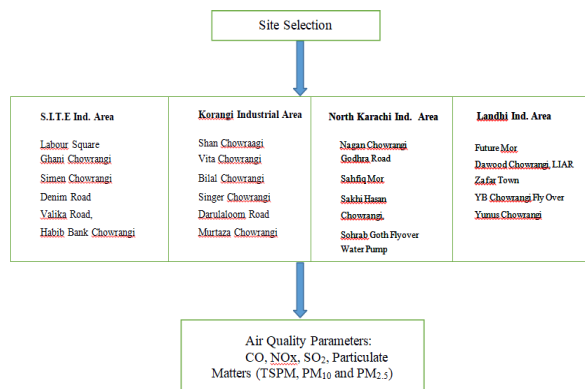 Site Selection
S.I.T.E Ind. Area
Labour Square
Ghani Chowrangi
Simen Chowrangi
Denim Road
Valika Road,
Habib Bank Chowrangi
Korangi Industrial Area
Shan Chowraagi
Vita Chowrangi
Bilal Chowrangi
Singer Chowrangi
Darulaloom Road
Murtaza Chowrangi
North Karachi Ind. Area
Nagan Chowrangi
Godhra Road
Sahfiq Mor
Sakhi Hasan
Chowrangi,
Sohrab Goth Flyover
Water Pump
Landhi Ind. Area
Future Mor
Dawood Chowrangi, LIAR
Zafar Town
YB Chowrangi Fly Over
Yunus Chowrangi
Air Quality Parameters:
CO, NOx, SO₂, Particulate
Matters (TSPM, PM₁₀ and PM₂.₅)